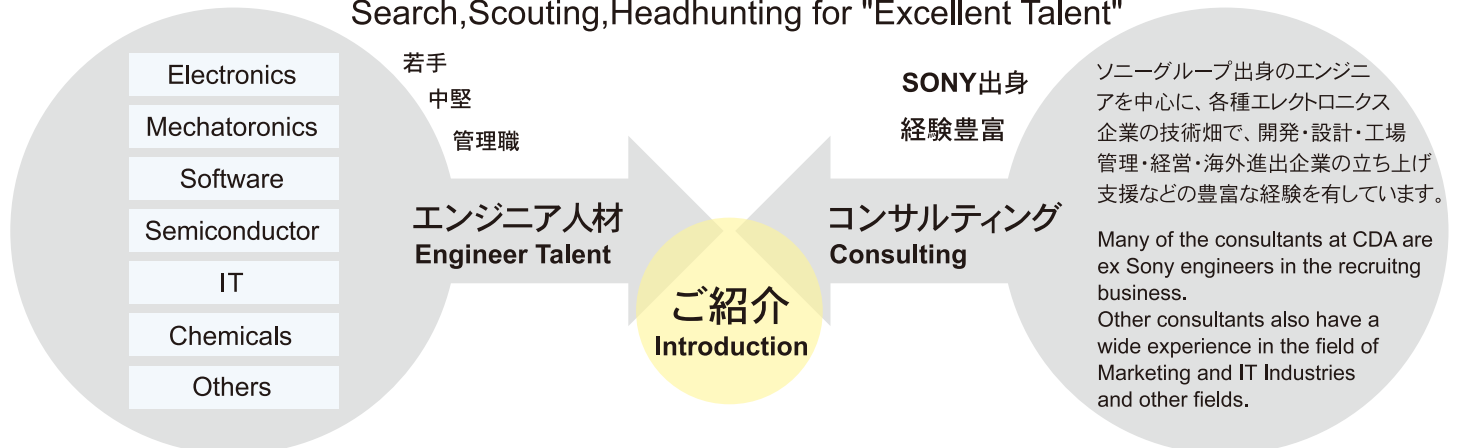 Search,Scouting,Headhunting for "Excellent Talent"
Electronics
Mechatoronics
Software
Semiconductor
IT
Chemicals
Others
若手
中堅
管理職
エンジニア人材
Engineer Talent
ご紹介
Introduction
SONY出身
経験豊富
コンサルティング
Consulting
ソニーグループ出身のエンジニ
アを中心に、各種エレクトロニクス
企業の技術畑で、開発・設計・工場
管理・経営・海外進出企業の立ち上げ
支援などの豊富な経験を有しています。
Many of the consultants at CDA are
ex Sony engineers in the recruitng
business.
Other consultants also have a
wide experience in the field of
Marketing and IT Industries
and other fields.